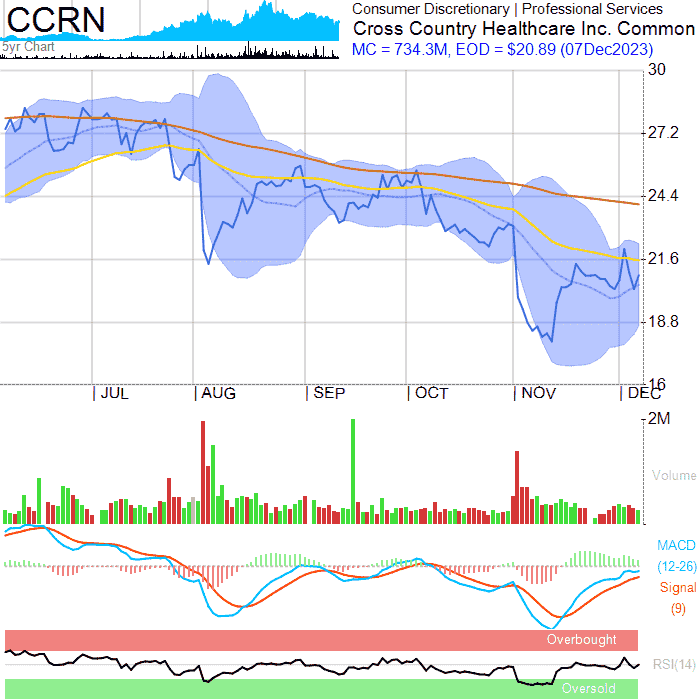 CCRN
Consumer Discretionary | Professional Services
Cross Country Healthcare Inc. Common
5yr Chart
MC = 734.3M, EOD = $20.89 (07Dec2023)
30
27.2
24.4
21.6
18.8
16
JUL AUG SEP OCT NOV DEC
2M
Volume
MACD
(12-26)
Signal
(9)
Overbought
RSI(14)
Oversold